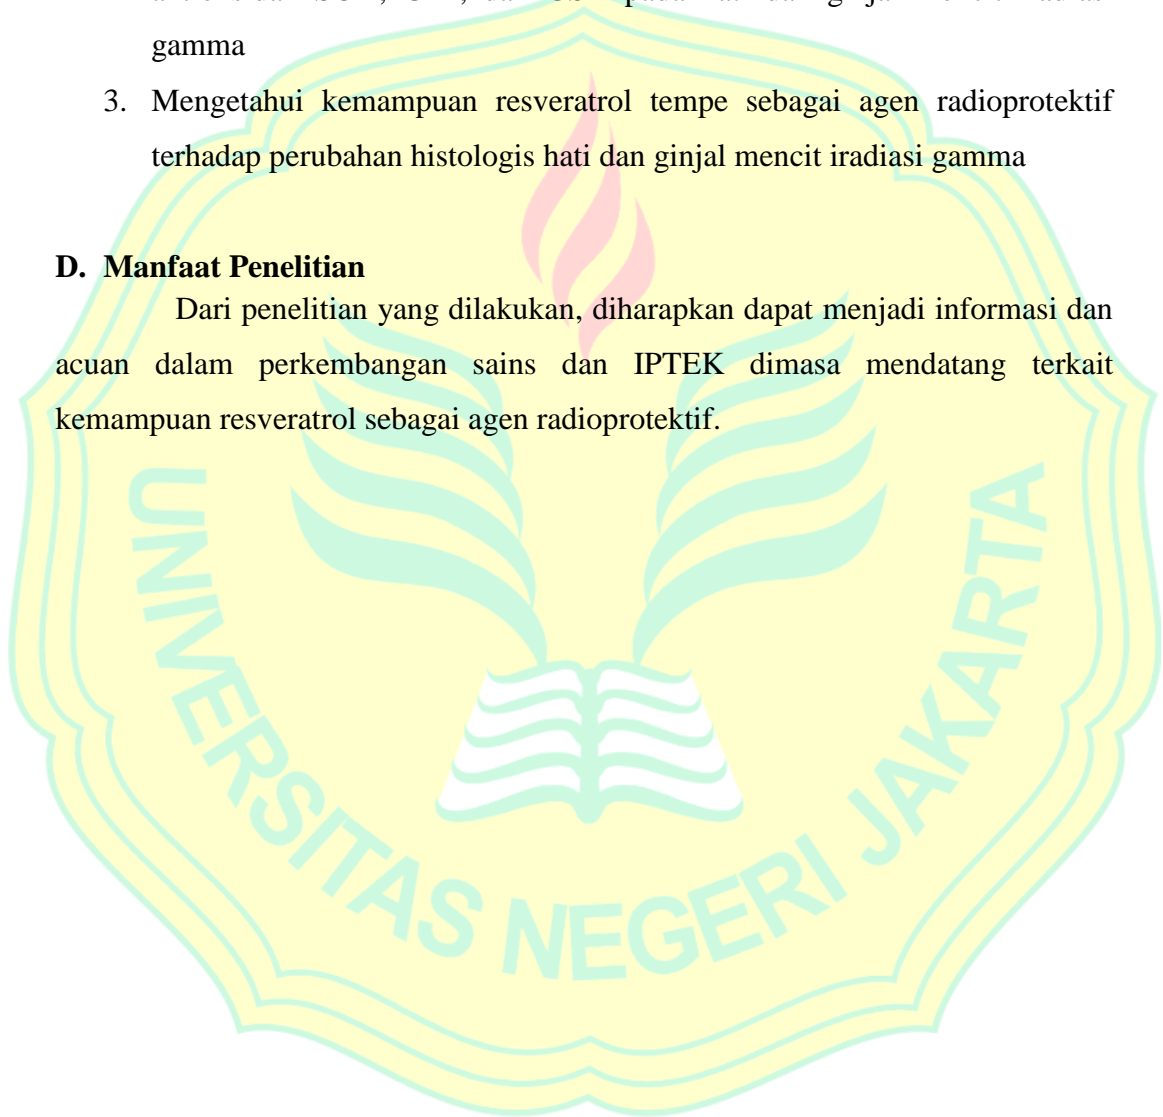 gamma
3. Mengetahui kemampuan resveratrol tempe sebagai agen radioprotektif
terhadap perubahan histologis hati dan ginjal mencit iradiasi gamma
D. Manfaat Penelitian
Dari penelitian yang dilakukan, diharapkan dapat menjadi informasi dan
acuan dalam perkembangan sains dan IPTEK dimasa mendatang terkait
kemampuan resveratrol sebagai agen radioprotektif.
UNIVERSITAS NEGERI JAKARTA